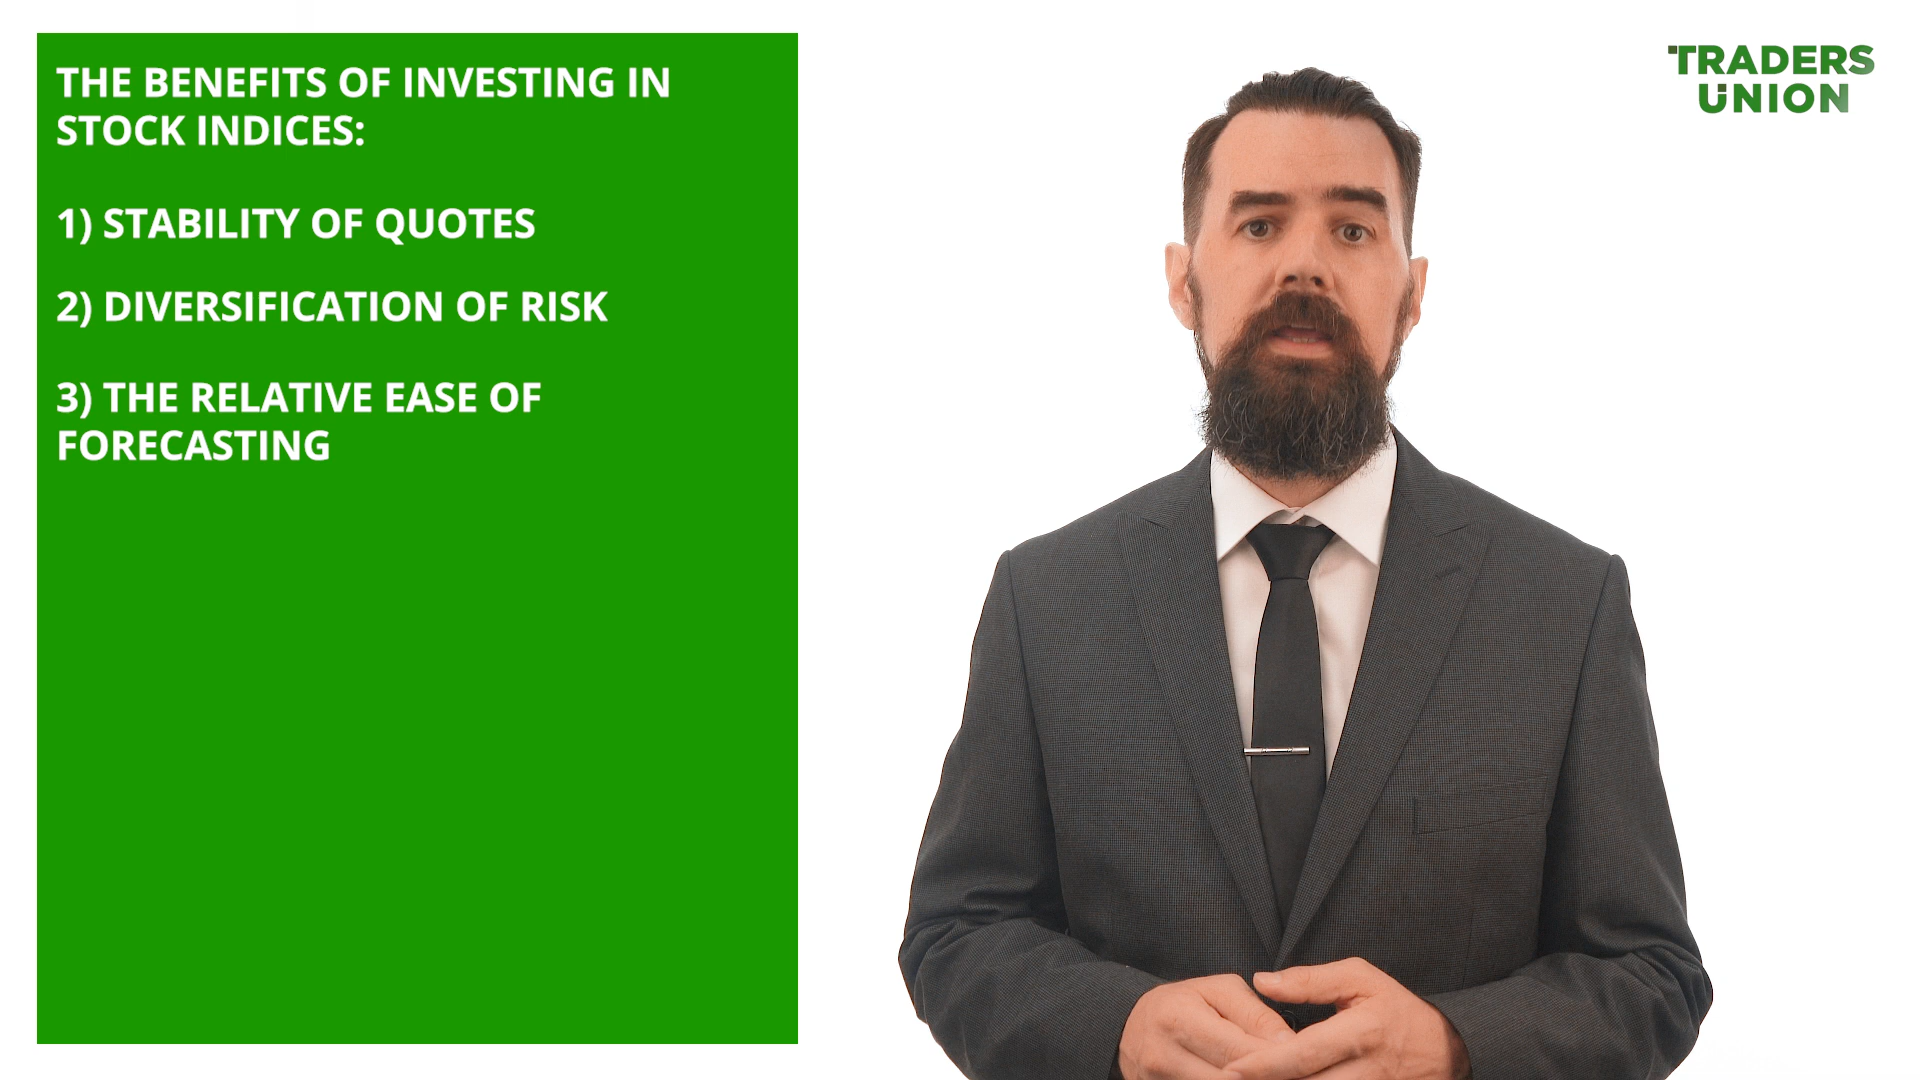 THE BENEFITS OF INVESTING IN
STOCK INDICES:
1) STABILITY OF QUOTES
2) DIVERSIFICATION OF RISK
3) THE RELATIVE EASE OF
FORECASTING
TRADERS
UNION